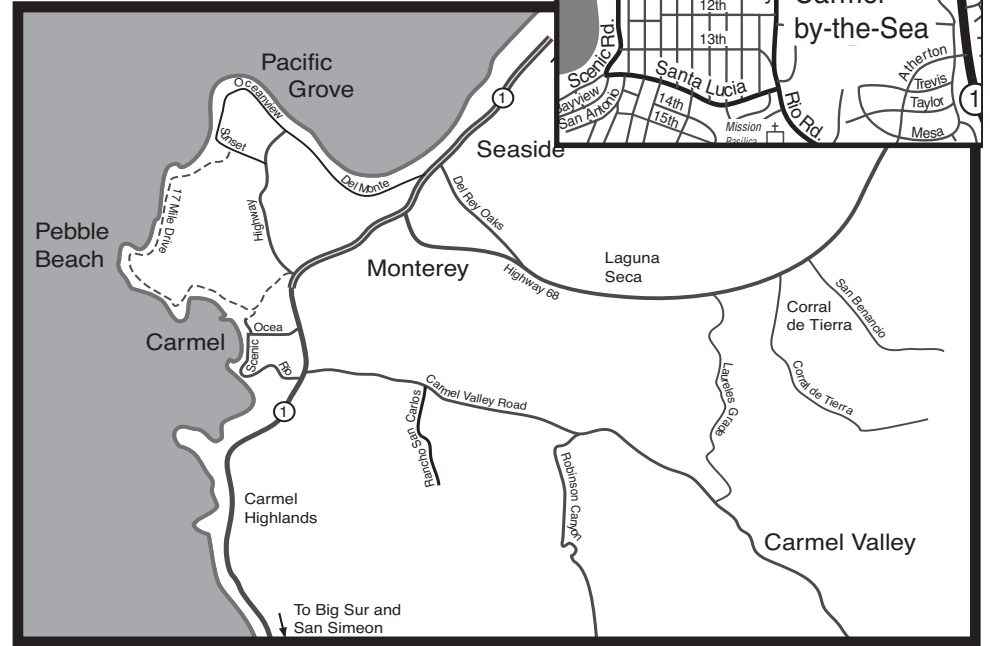 Pacific
Grove
Oceanview
Sunset
17 Mile Drive
Highway
Del Monte
1
Seaside
Del Rey Oaks
Pebble
Beach
Monterey
Highway 68
Laguna
Seca
Corral
de Tierra
San Benancio
Corral de Tierra
Laureles Grade
Carmel
Ocea
Scenic
Rio
1
Carmel Valley Road
Rancho San Carlos
Robinson Canyon
Carmel
Highlands
Carmel Valley
To Big Sur and
San Simeon
12th
13th
Carmel
by-the-Sea
Scenic Rd.
Santa Lucia
14th
15th
ayview
San Antonio
Mission
Basilica
Rio Rd.
Atherton
Trevis
Taylor
Mesa
1